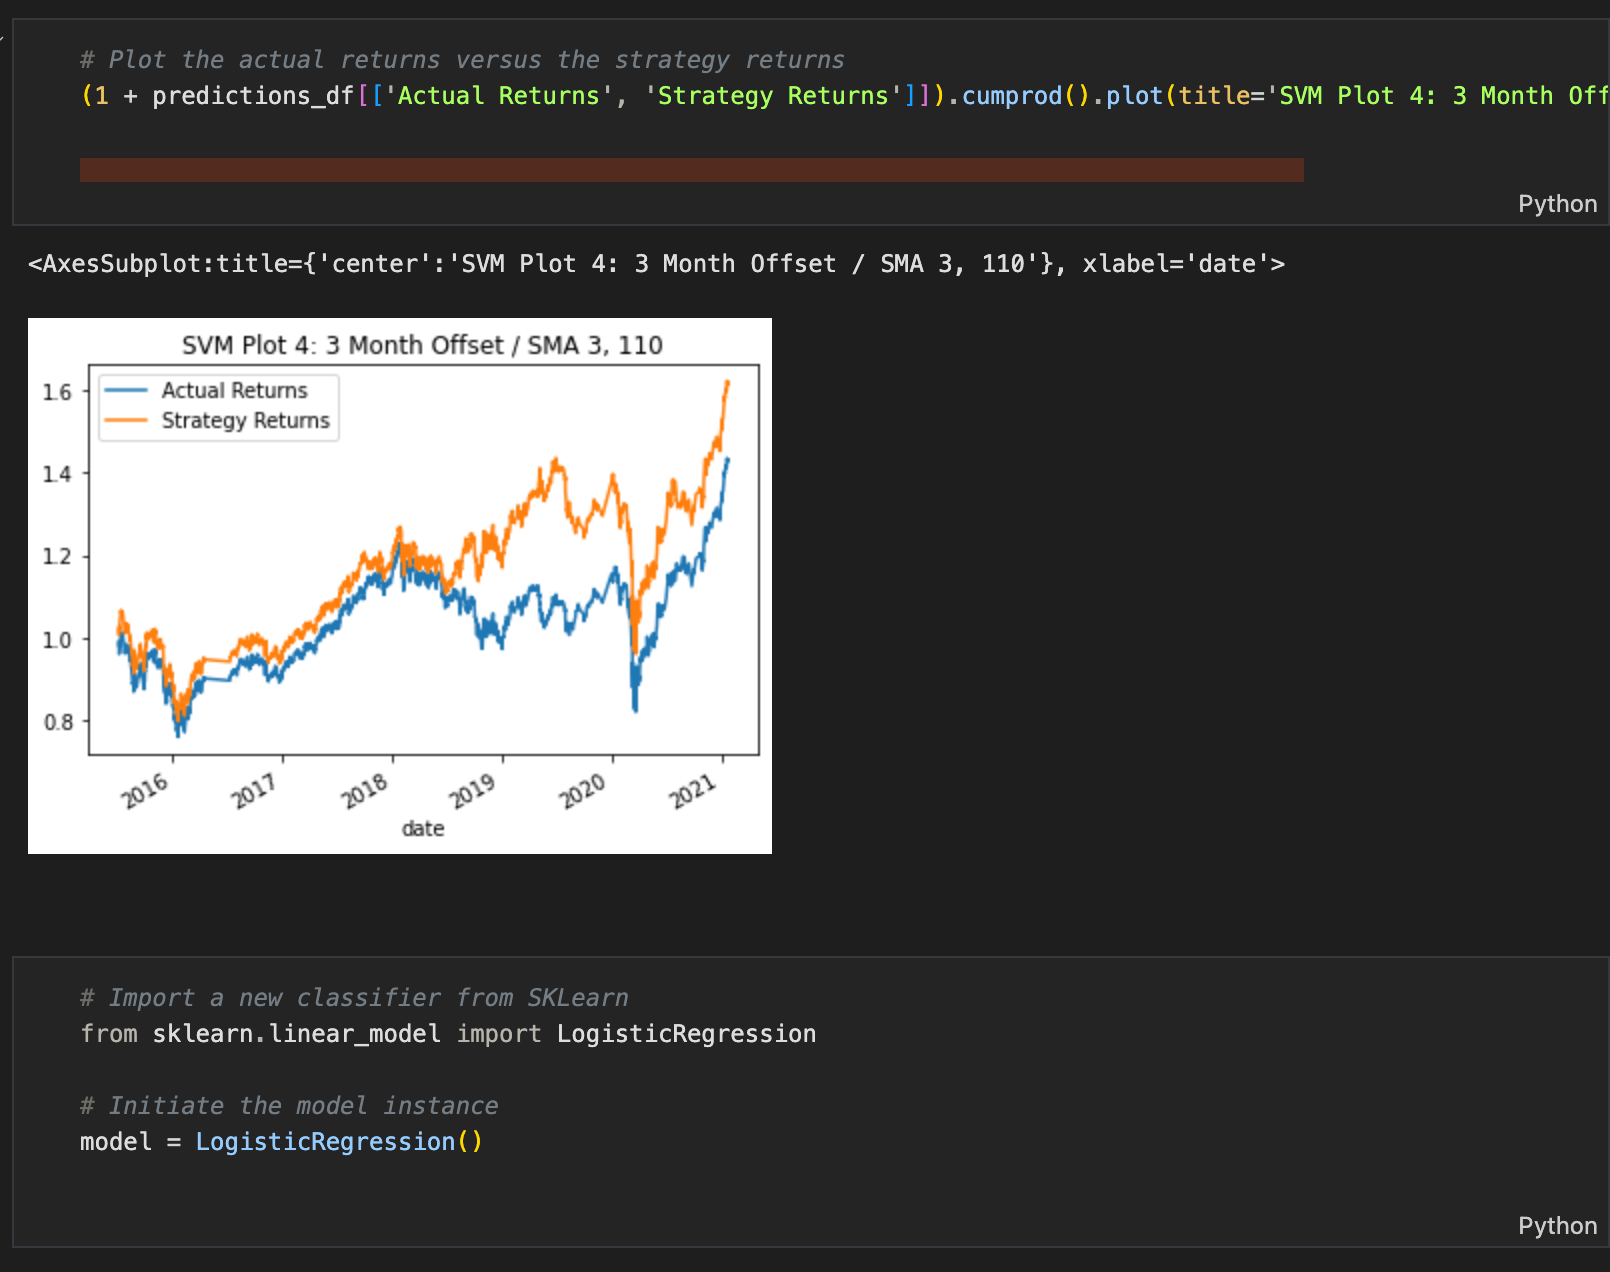 # Plot the actual returns versus the strategy returns
(1 + predictions_df[['Actual Returns', 'Strategy Returns']]).cumprod().plot(title='SVM Plot 4: 3 Month Off
Python
<AxesSubplot:title={'center':'SVM Plot 4: 3 Month Offset / SMA 3, 110'}, xlabel='date'>
SVM Plot 4: 3 Month Offset / SMA 3, 110
Actual Returns
Strategy Returns
1.6
1.4
1.2
1.0
0.8
2016 2017 2018 2019 2020 2021
date
# Import a new classifier from SKLearn
from sklearn.linear_model import LogisticRegression
# Initiate the model instance
model = LogisticRegression()
Python